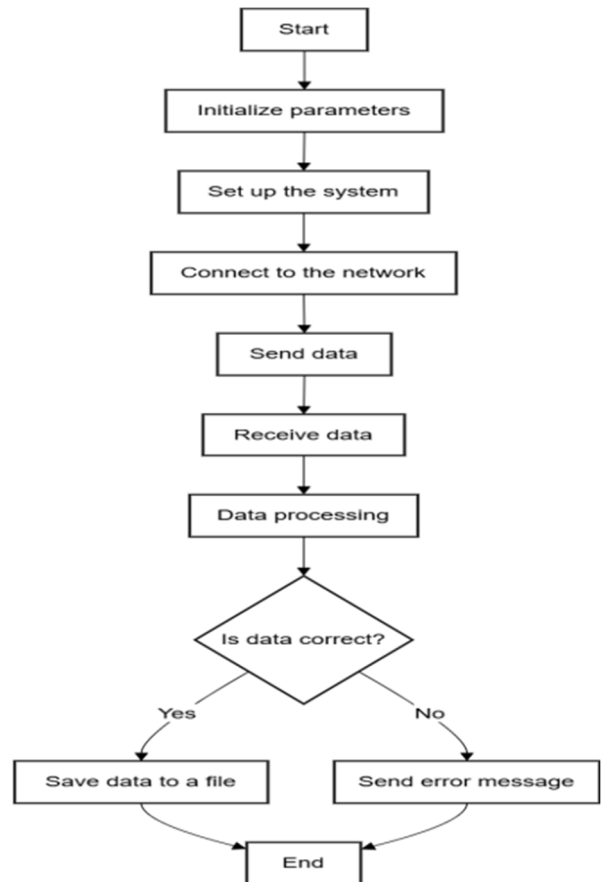 Start
Initialize parameters
Set up the system
Connect to the network
Send data
Receive data
Data processing
Is data correct?
Yes
No
Save data to a file
Send error message
End